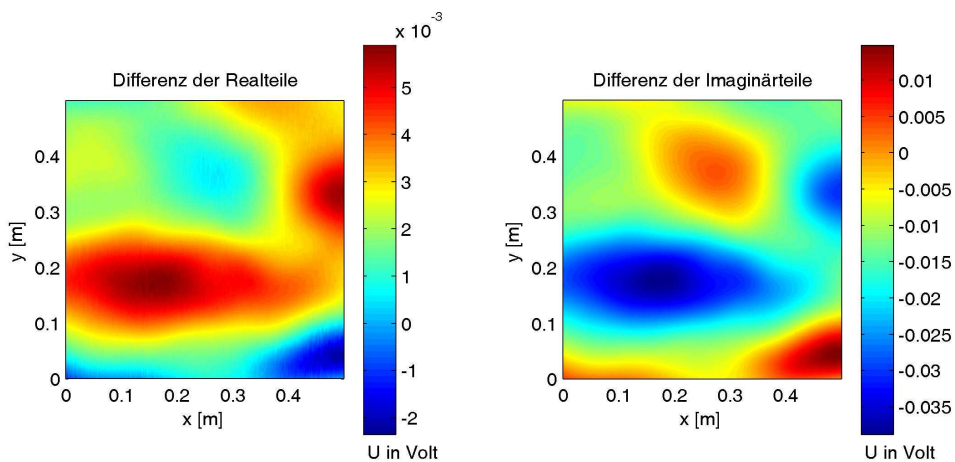 x 10⁻³
Differenz der Realteile
y [m]
0.4
0.3
0.2
0.1
0
0 0.1 0.2 0.3 0.4
x [m]
5
4
3
2
1
0
-1
-2
U in Volt
Differenz der Imaginärteile
y [m]
0.4
0.3
0.2
0.1
0
0 0.1 0.2 0.3 0.4
x [m]
0.01
0.005
0
-0.005
-0.01
-0.015
-0.02
-0.025
-0.03
-0.035
U in Volt